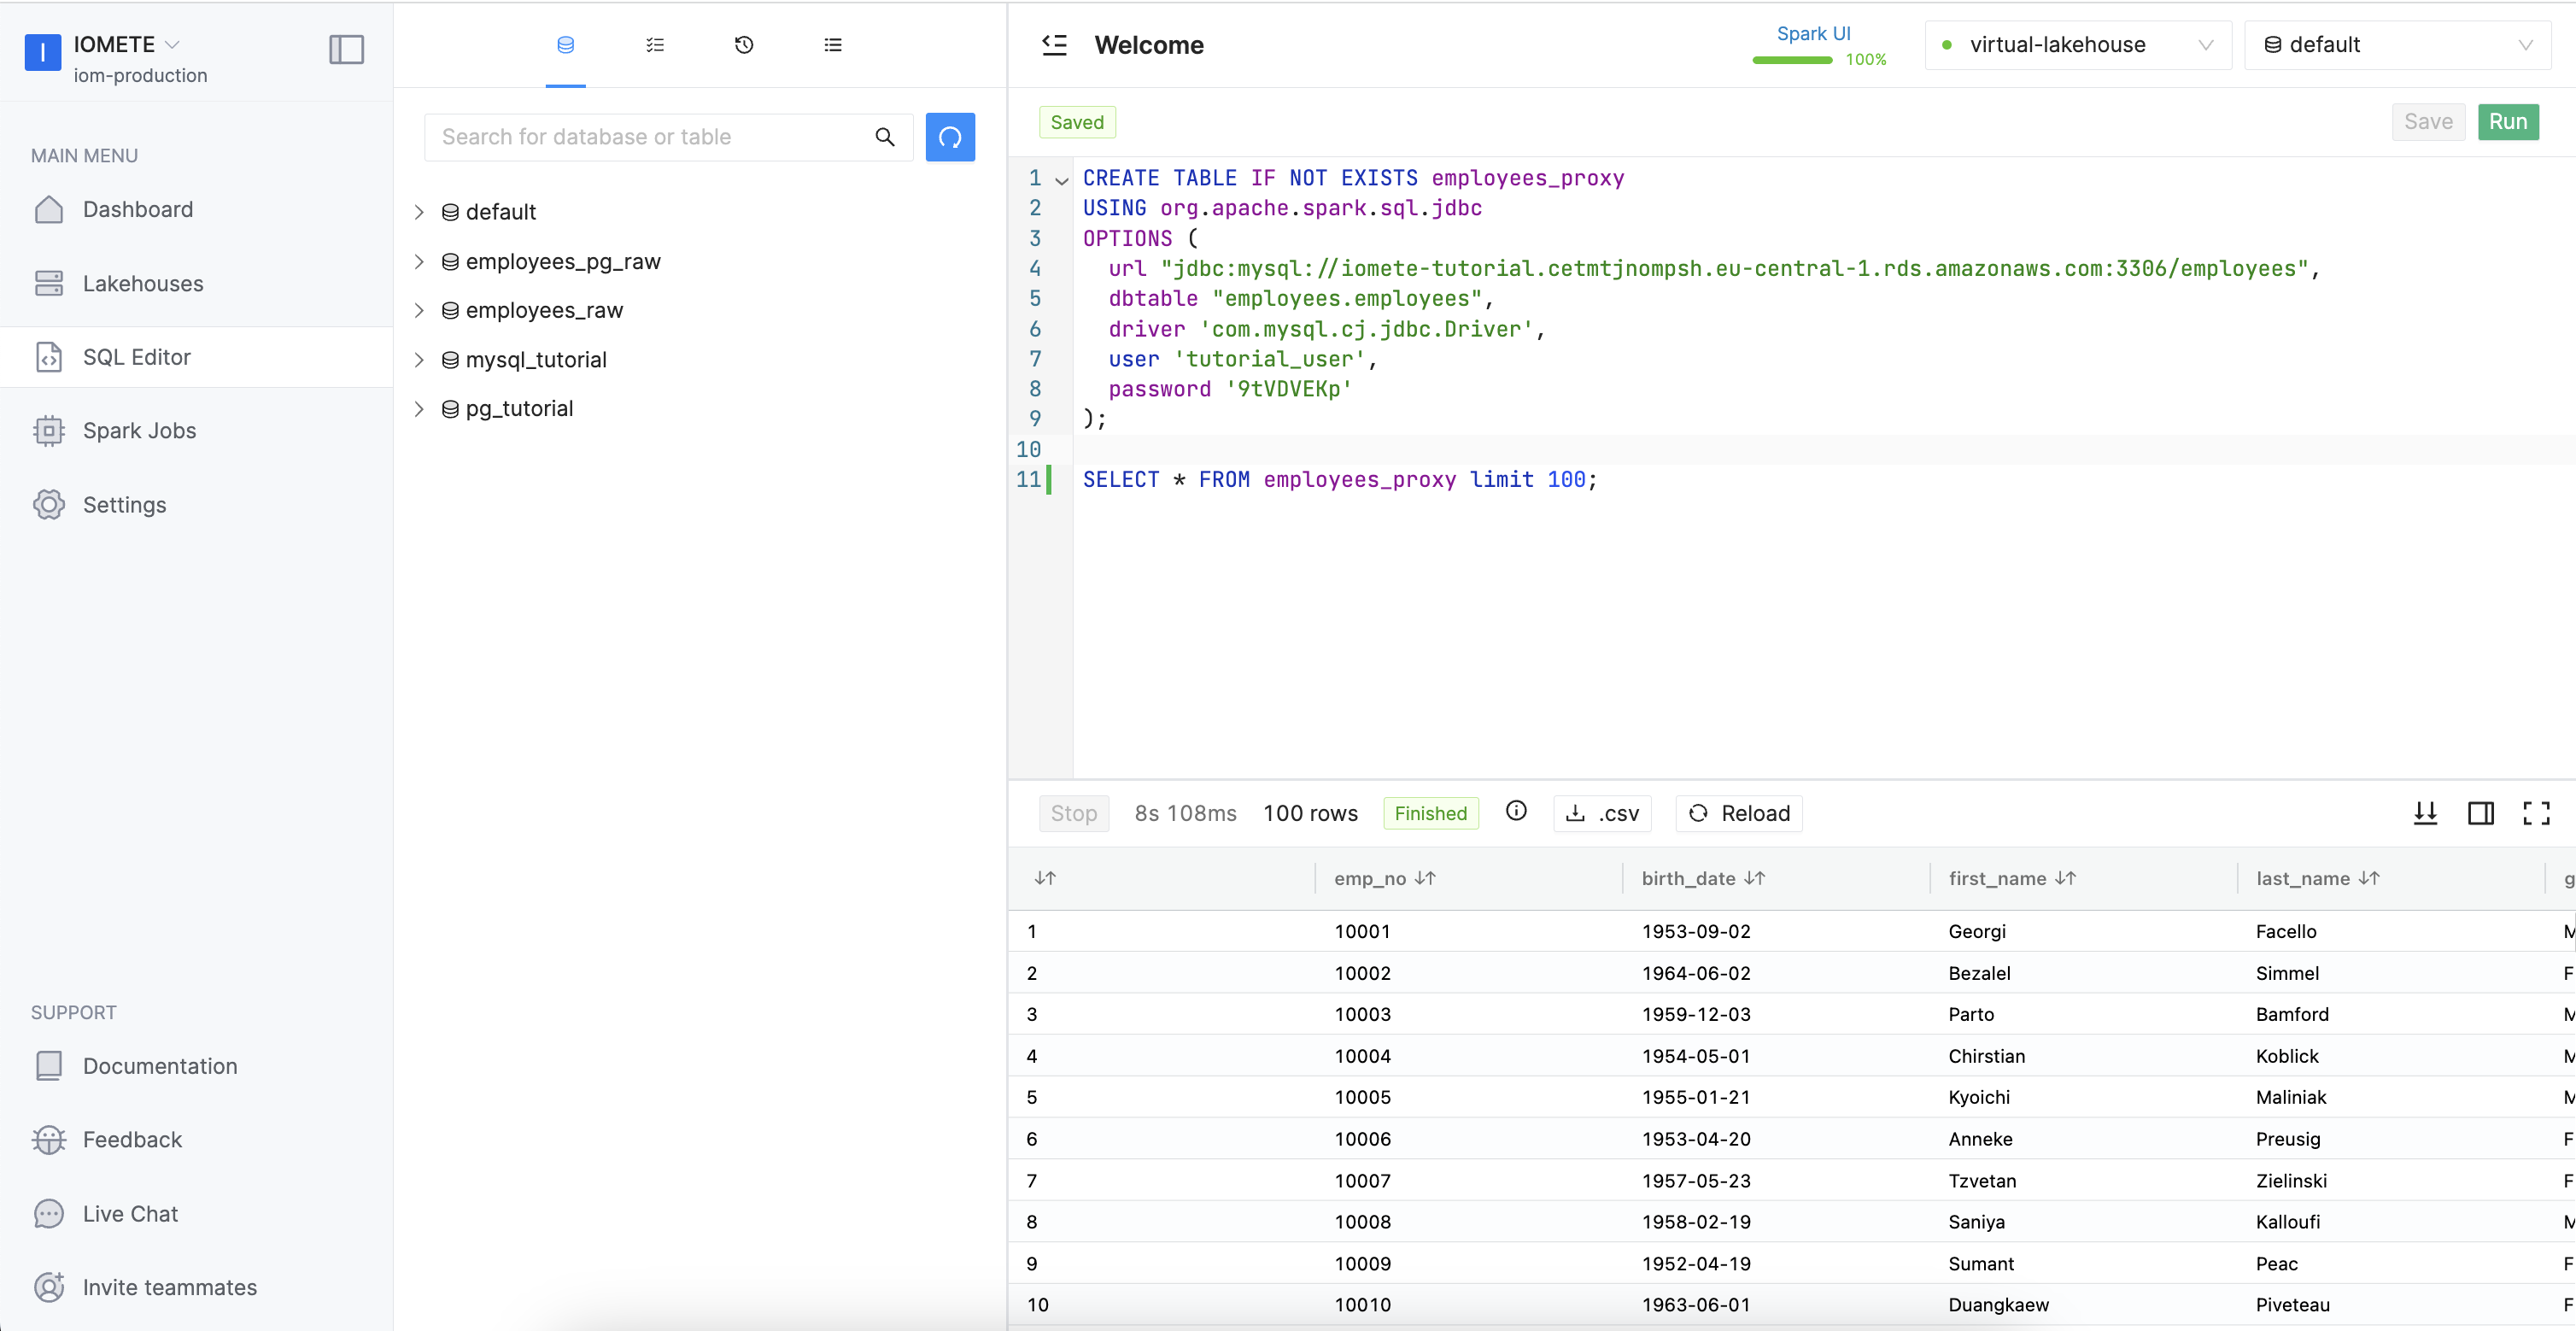 I IOMETE
iom-production
MAIN MENU
Dashboard
Lakehouses
SQL Editor
Spark Jobs
Settings
SUPPORT
Documentation
Feedback
Live Chat
Invite teammates
Search for database or table
default
employees_pg_raw
employees_raw
mysql_tutorial
pg_tutorial
Welcome
Spark UI
100%
virtual-lakehouse
default
Saved
Save
Run
1 CREATE TABLE IF NOT EXISTS employees_proxy
2 USING org.apache.spark.sql.jdbc
3 OPTIONS (
4 url "jdbc:mysql://iomete-tutorial.cetmtjnompsh.eu-central-1.rds.amazonaws.com:3306/employees",
5 dbtable "employees.employees",
6 driver 'com.mysql.cj.jdbc.Driver',
7 user 'tutorial_user',
8 password '9tVDVEKp'
9 );
10
11 SELECT * FROM employees_proxy limit 100;
Stop 8s 108ms 100 rows Finished .csv Reload
emp_no birth_date first_name last_name g
1 10001 1953-09-02 Georgi Facello M
2 10002 1964-06-02 Bezalel Simmel F
3 10003 1959-12-03 Parto Bamford M
4 10004 1954-05-01 Chirstian Koblick M
5 10005 1955-01-21 Kyoichi Maliniak M
6 10006 1953-04-20 Anneke Preusig F
7 10007 1957-05-23 Tzvetan Zielinski F
8 10008 1958-02-19 Saniya Kalloufi M
9 10009 1952-04-19 Sumant Peac F
10 10010 1963-06-01 Duangkaew Piveteau F